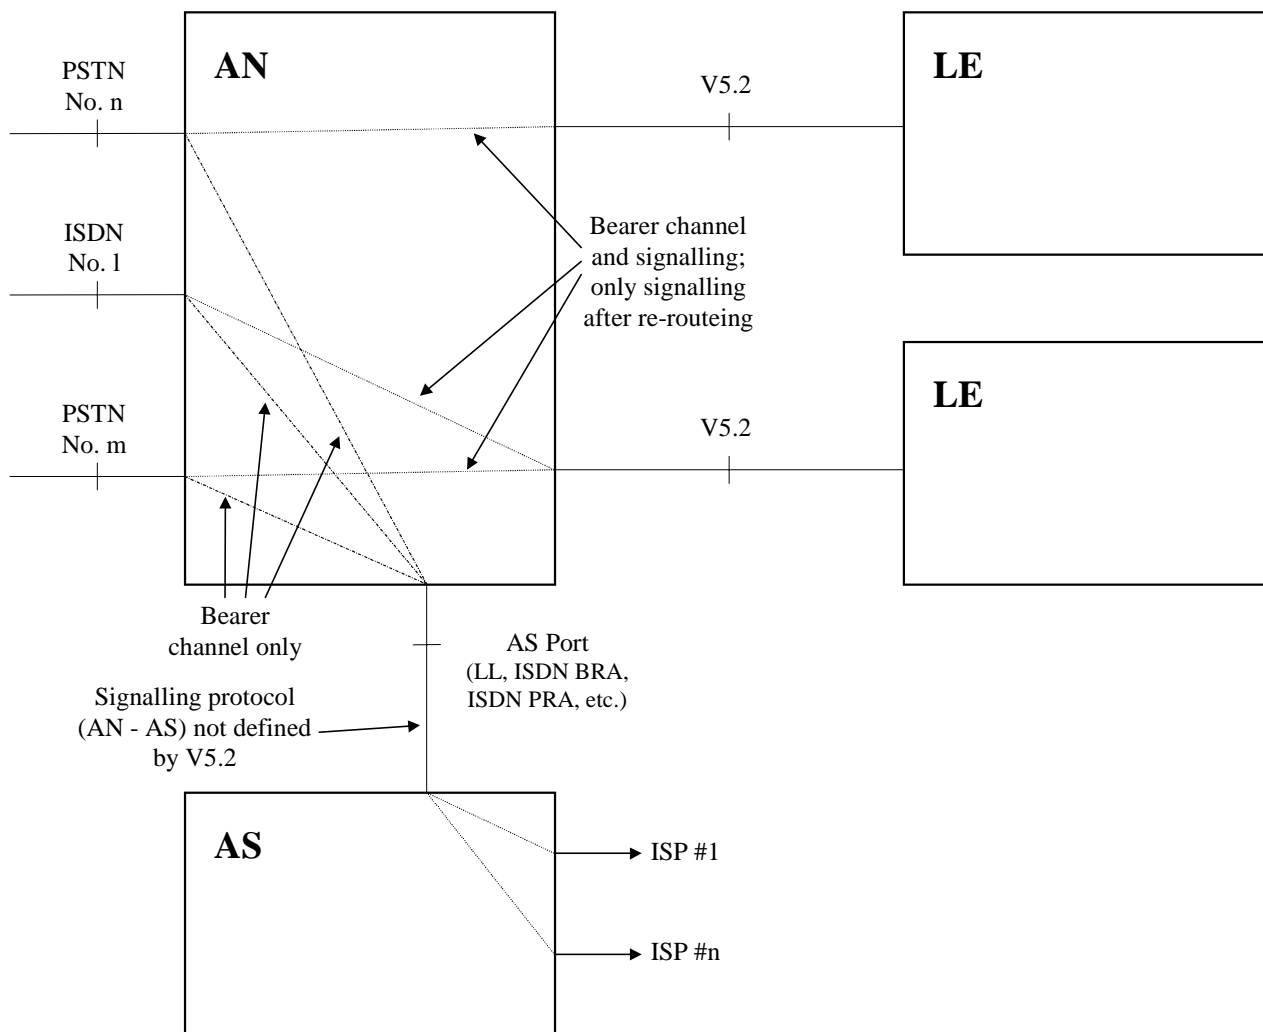 AN
LE
PSTN
No. n
V5.2
ISDN
No. l
Bearer channel
and signalling;
only signalling
after re-routeing
LE
PSTN
No. m
V5.2
Bearer
channel only
AS Port
(LL, ISDN BRA,
ISDN PRA, etc.)
Signalling protocol
(AN - AS) not defined
by V5.2
AS
ISP #1
ISP #n